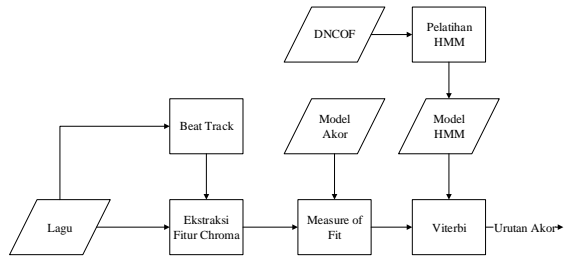 DNCOF
Pelatihan
HMM
Beat Track
Model
Akor
Model
HMM
Lagu
Ekstraksi
Fitur Chroma
Measure of
Fit
Viterbi
Urutan Akor